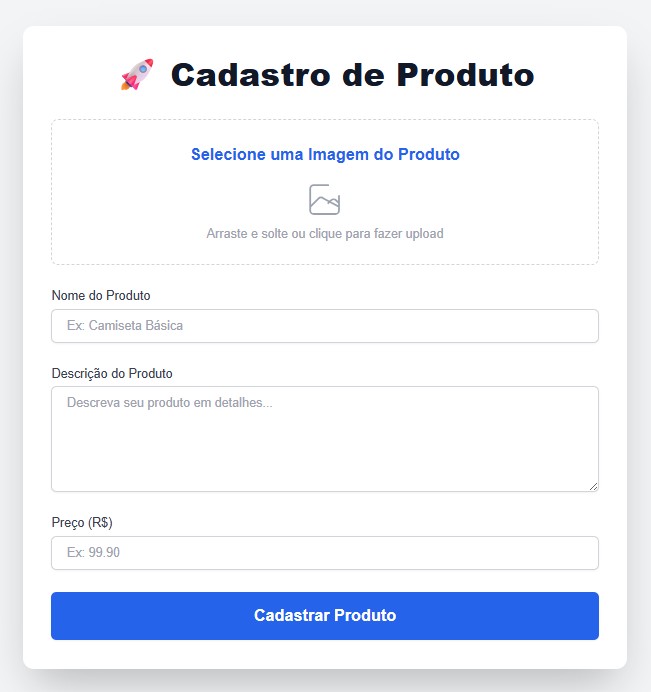 🚀 Cadastro de Produto
Selecione uma Imagem do Produto
Arraste e solte ou clique para fazer upload
Nome do Produto
Ex: Camiseta Básica
Descrição do Produto
Descreva seu produto em detalhes...
Preço (R$)
Ex: 99.90
Cadastrar Produto